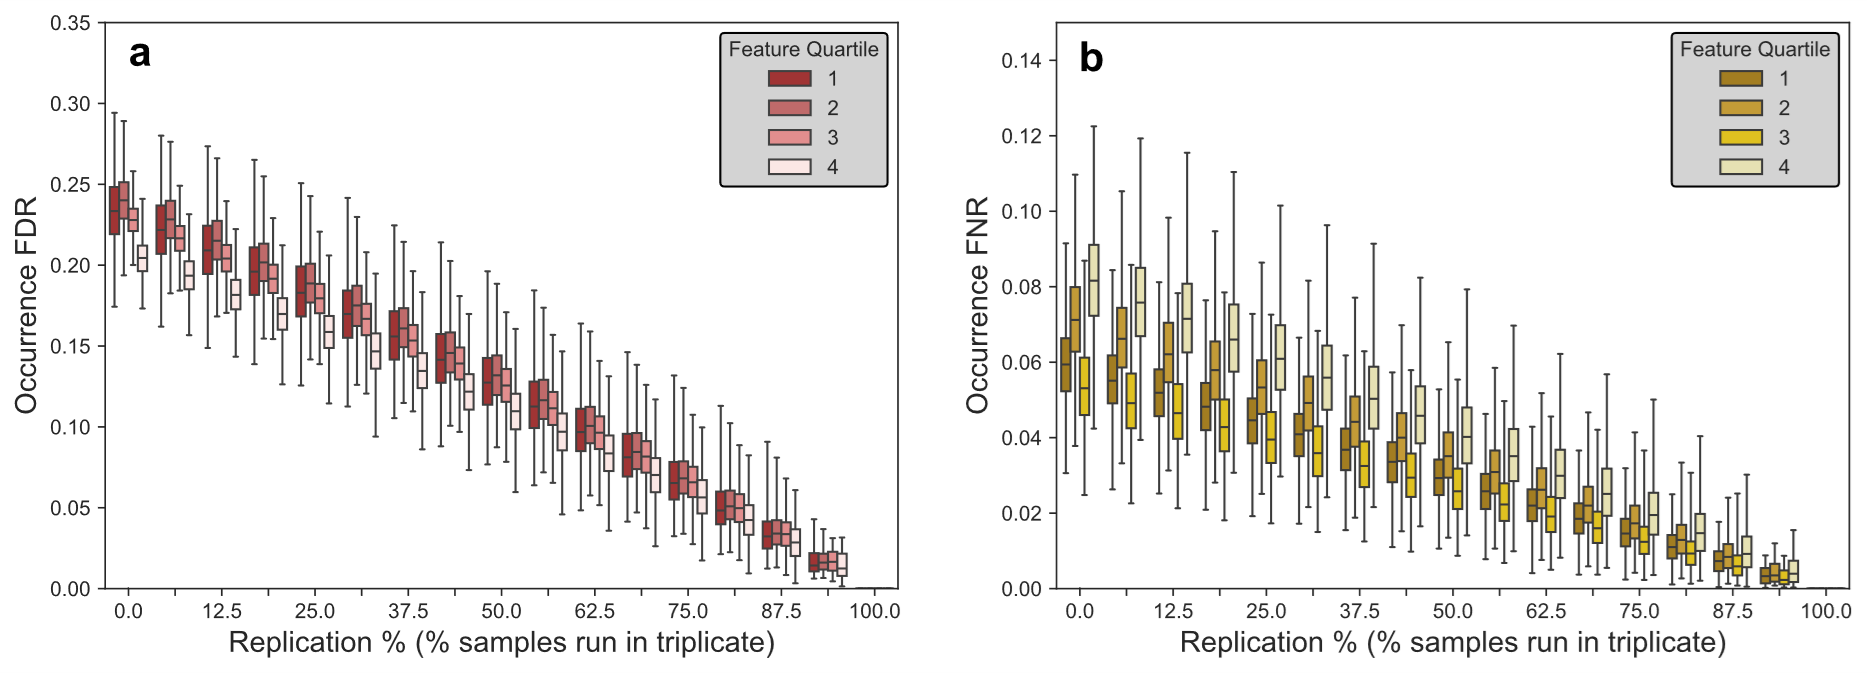 a
Feature Quartile
1
2
3
4
0.35
0.30
0.25
0.20
0.15
0.10
0.05
0.00
Occurrence FDR
0.0 12.5 25.0 37.5 50.0 62.5 75.0 87.5 100.0
Replication % (% samples run in triplicate)
b
Feature Quartile
1
2
3
4
0.14
0.12
0.10
0.08
0.06
0.04
0.02
0.00
Occurrence FNR
0.0 12.5 25.0 37.5 50.0 62.5 75.0 87.5 100.0
Replication % (% samples run in triplicate)